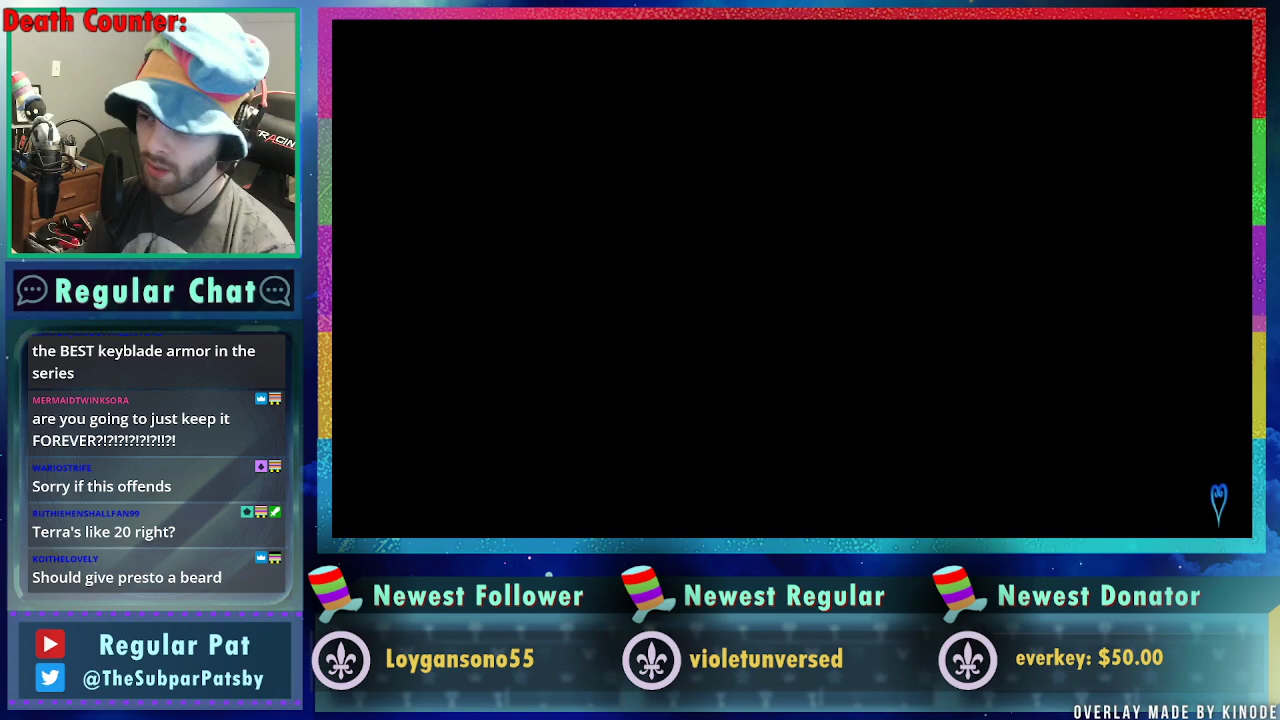 Death Counter:
RACIN
Regular Chat
the BEST keyblade armor in the
series
MERMAIDTWINKSORA
are you going to just keep it
FOREVER?!?!?!?!?!?!!?!
WARIOSTRIFE
Sorry if this offends
RUTHIEHENSHALLFAN99
Terra's like 20 right?
KOITHELOVELY
Should give presto a beard
Regular Pat
@TheSubparPatsby
Newest Follower
Loygansono55
Newest Regular
violetunversed
Newest Donator
everkey: $50.00
OVERLAY MADE BY KINODE